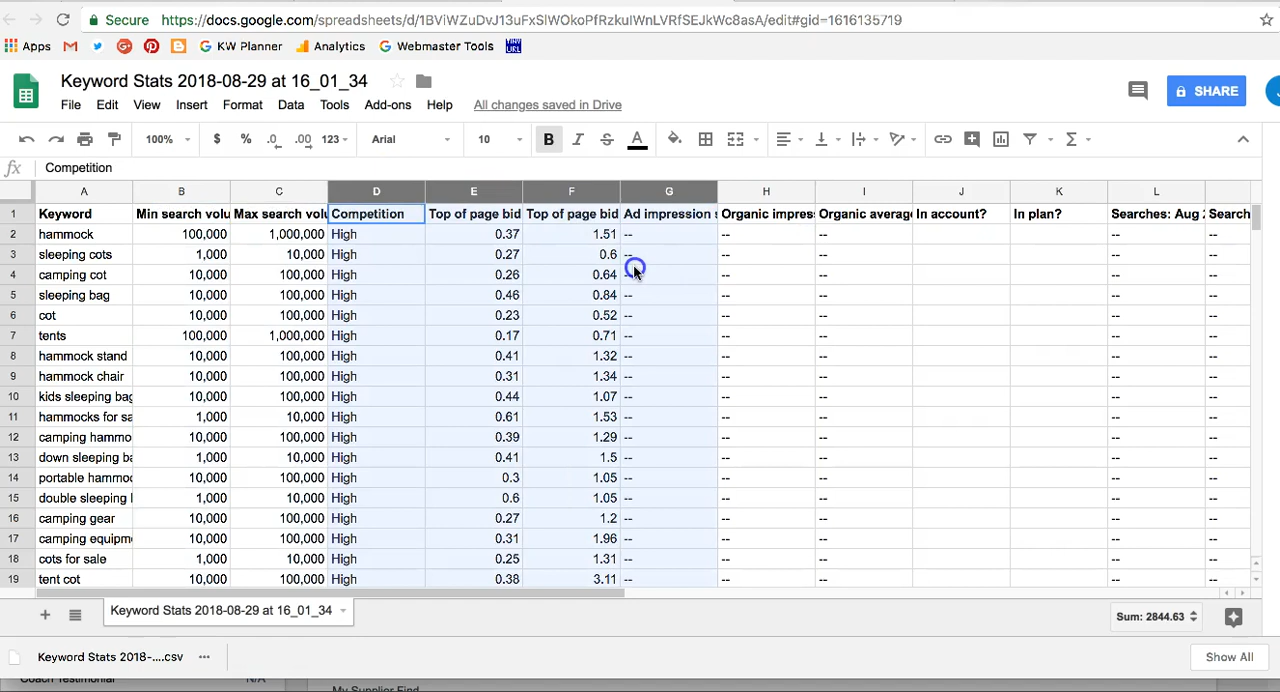 Secure https://docs.google.com/spreadsheets/d/1BViWZuDvJ13uFxSIWOkoPfRzkuIWnLVRfSEJkWc8asA/edit#gid=1616135719
Apps KW Planner Analytics Webmaster Tools
Keyword Stats 2018-08-29 at 16_01_34
SHARE
File Edit View Insert Format Data Tools Add-ons Help All changes saved in Drive
100% $ % .0 .00 123 Arial 10 B I S A
fx Competition
A B C D E F G H I J K L
1 Keyword Min search volu Max search volu Competition Top of page bid Top of page bid Ad impression s Organic impres Organic average In account? In plan? Searches: Aug Search
2 hammock 100,000 1,000,000 High 0.37 1.51 -- -- -- -- --
3 sleeping cots 1,000 10,000 High 0.27 0.6 -- -- -- -- --
4 camping cot 10,000 100,000 High 0.26 0.64 -- -- -- -- --
5 sleeping bag 10,000 100,000 High 0.46 0.84 -- -- -- -- --
6 cot 10,000 100,000 High 0.23 0.52 -- -- -- -- --
7 tents 100,000 1,000,000 High 0.17 0.71 -- -- -- -- --
8 hammock stand 10,000 100,000 High 0.41 1.32 -- -- -- -- --
9 hammock chair 10,000 100,000 High 0.31 1.34 -- -- -- -- --
10 kids sleeping bag 10,000 100,000 High 0.44 1.07 -- -- -- -- --
11 hammocks for sa 1,000 10,000 High 0.61 1.53 -- -- -- -- --
12 camping hammo 10,000 100,000 High 0.39 1.29 -- -- -- -- --
13 down sleeping ba 1,000 10,000 High 0.41 1.5 -- -- -- -- --
14 portable hammoc 10,000 100,000 High 0.3 1.05 -- -- -- -- --
15 double sleeping 1,000 10,000 High 0.6 1.05 -- -- -- -- --
16 camping gear 10,000 100,000 High 0.27 1.2 -- -- -- -- --
17 camping equipm 10,000 100,000 High 0.31 1.96 -- -- -- -- --
18 cots for sale 1,000 10,000 High 0.25 1.31 -- -- -- -- --
19 tent cot 10,000 100,000 High 0.38 3.11 -- -- -- -- --
Keyword Stats 2018-08-29 at 16_01_34 Sum: 2844.63
Keyword Stats 2018-....csv Show All
Coach Testimonial N/A My Supplier Find